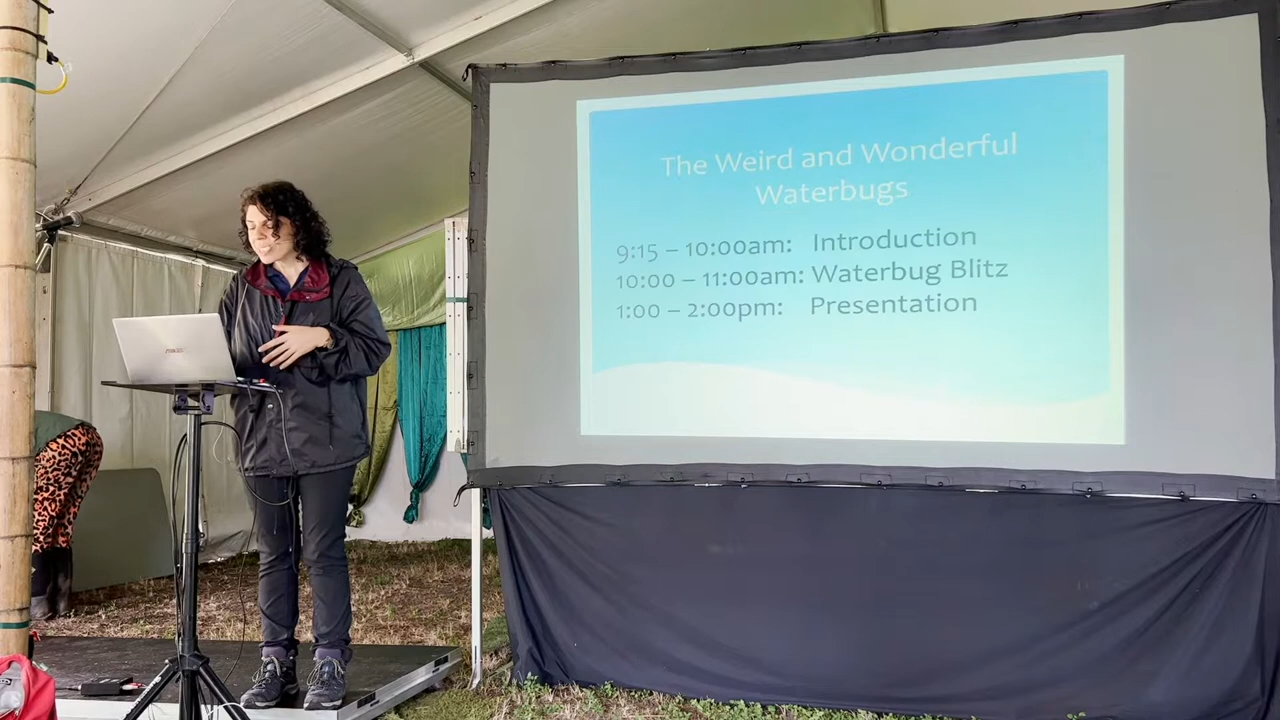 The Weird and Wonderful
Waterbugs
9:15 – 10:00am: Introduction
10:00 – 11:00am: Waterbug Blitz
1:00 – 2:00pm: Presentation
ASUS